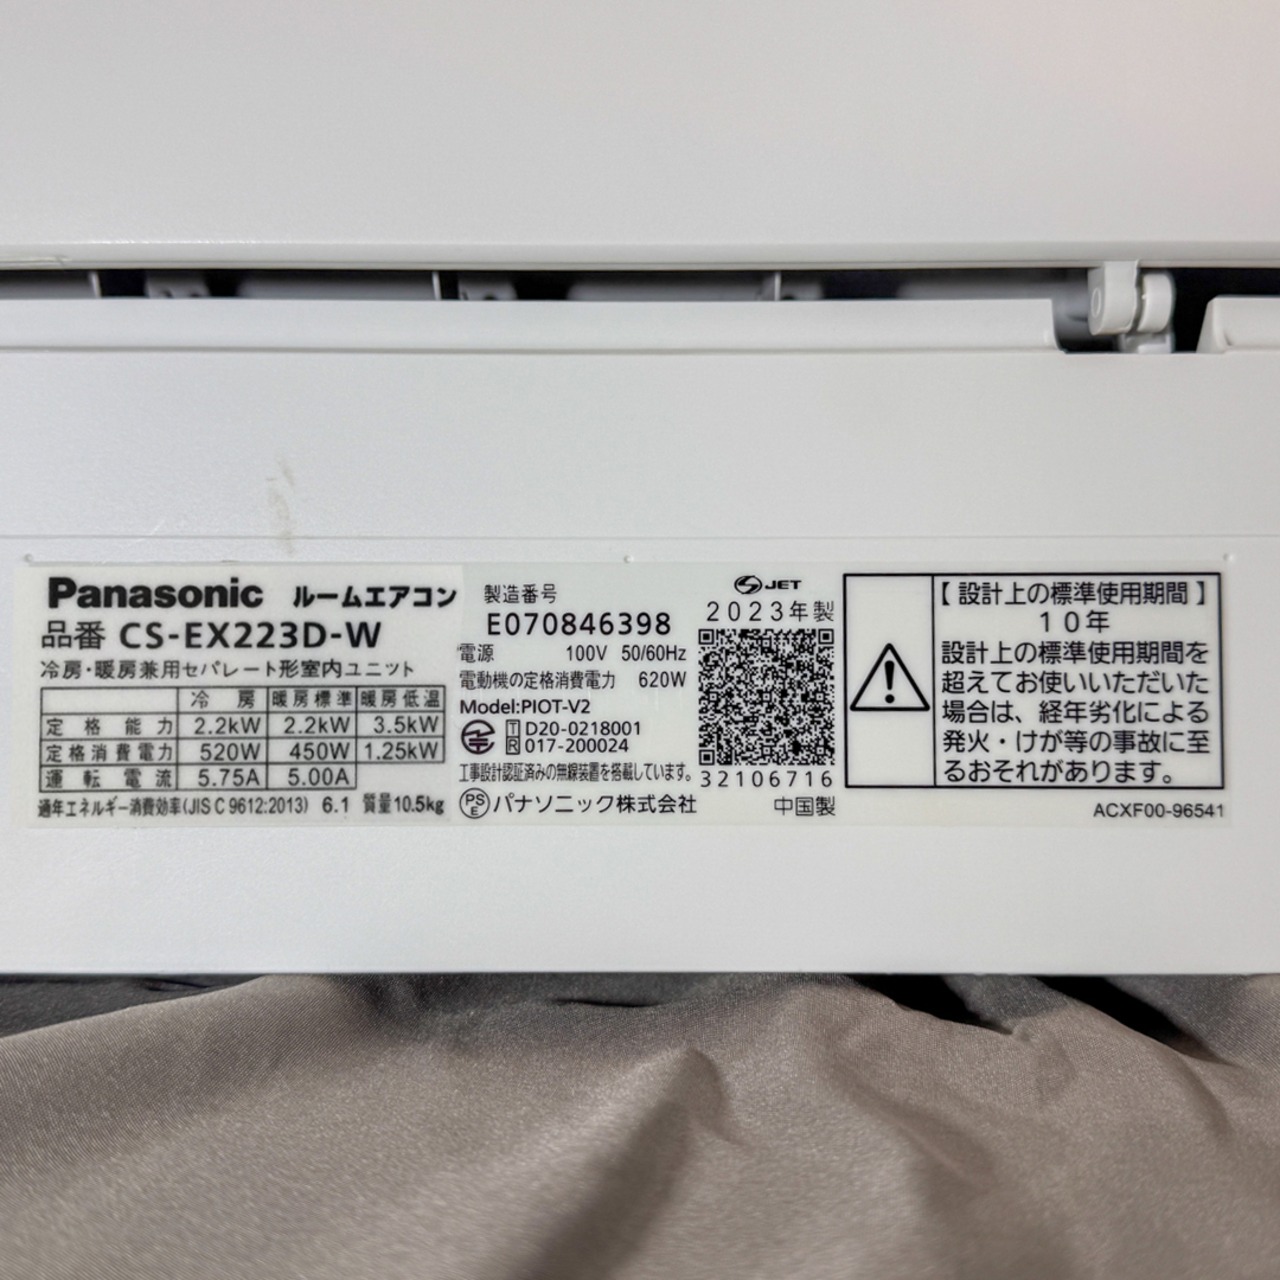 Panasonic ルームエアコン
品番 CS-EX223D-W
冷房・暖房兼用セパレート形室内ユニット
冷房 暖房標準 暖房低温
定格能力 2.2kW 2.2kW 3.5kW
定格消費電力 520W 450W 1.25kW
運転電流 5.75A 5.00A
通年エネルギー消費効率(JIS C 9612:2013) 6.1 質量10.5kg
製造番号
E070846398
電源 100V 50/60Hz
電動機の定格消費電力 620W
Model:PIOT-V2
T D20-0218001
R 017-200024
工事設計認証済みの無線装置を搭載しています。
PSE パナソニック株式会社
S JET
2023年製
32106716
中国製
【設計上の標準使用期間】
10年
設計上の標準使用期間を
超えてお使いいただいた
場合は、経年劣化による
発火・けが等の事故に至
るおそれがあります。
ACXF00-96541